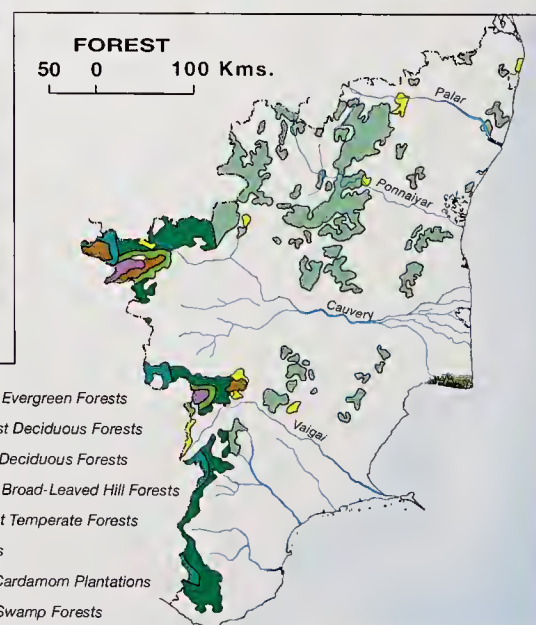 FOREST
50 0 100 Kms.
Palar
Ponnaiyar
Cauvery
Vaigai
Evergreen Forests
st Deciduous Forests
Deciduous Forests
Broad-Leaved Hill Forests
t Temperate Forests
s
Cardamom Plantations
Swamp Forests